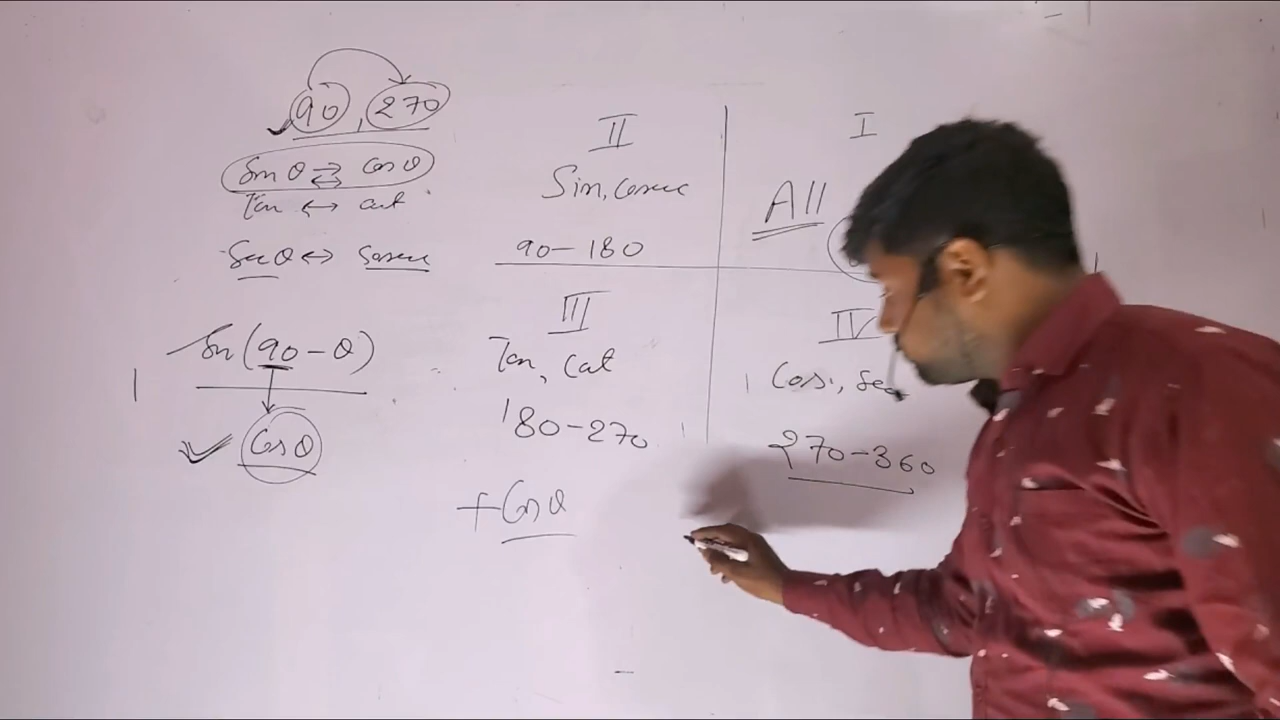 90, 270
Sin θ ⇌ Cos θ
Tan ↔ cot
Sec θ ↔ cosec
Sin(90-θ)
Cos θ
II
Sin, Cosec
90-180
I
All
III
Tan, Cot
180-270
IV
Cos, Sec
270-360
+Cos θ